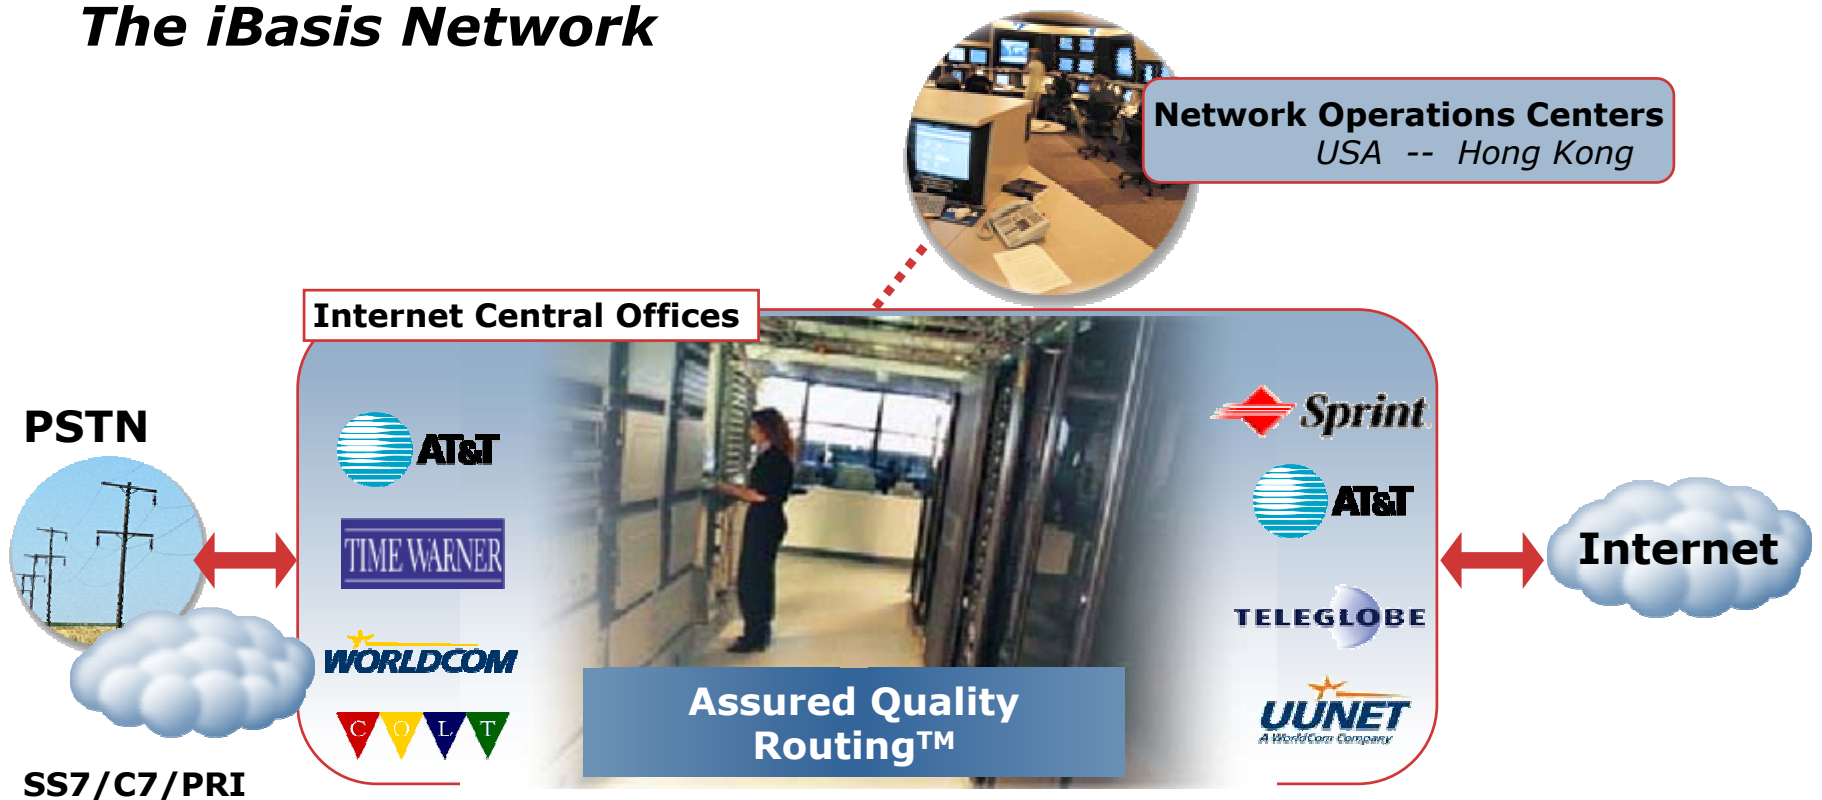 The iBasis Network
Network Operations Centers
USA -- Hong Kong
Internet Central Offices
PSTN
AT&T
TIME WARNER
WORLDCOM
COLT
SS7/C7/PRI
Assured Quality
Routing™
Sprint
AT&T
TELEGLOBE
UUNET
A WorldCom Company
Internet